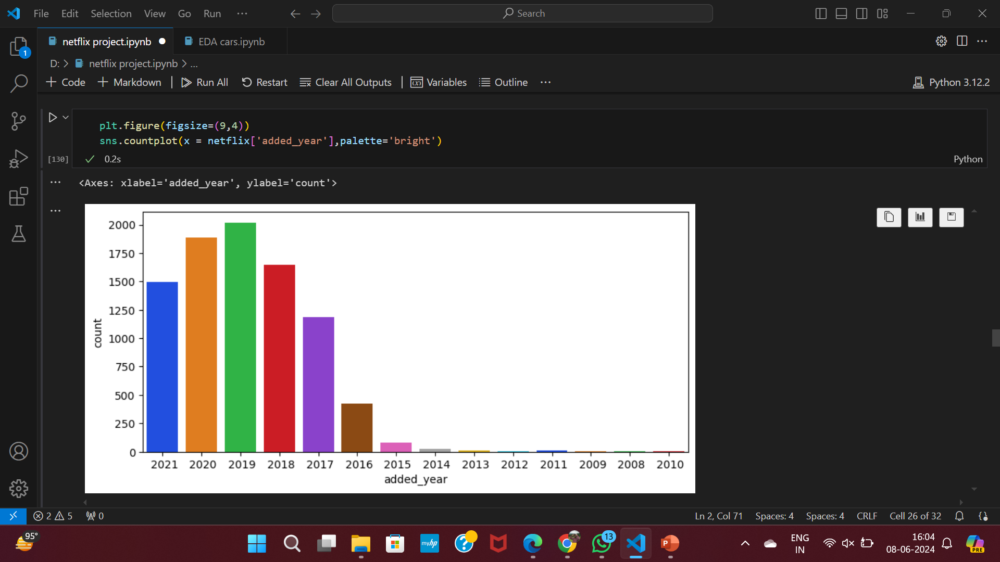 File Edit Selection View Go Run ... Search
netflix project.ipynb EDA cars.ipynb
1
D: > netflix project.ipynb > ...
+ Code + Markdown Run All Restart Clear All Outputs Variables Outline ... Python 3.12.2
plt.figure(figsize=(9,4))
sns.countplot(x = netflix['added_year'],palette='bright')
[130] 0.2s Python
<Axes: xlabel='added_year', ylabel='count'>
2000
1750
1500
1250
1000
750
500
250
0
count
2021 2020 2019 2018 2017 2016 2015 2014 2013 2012 2011 2009 2008 2010
added_year
2 5 0 Ln 2, Col 71 Spaces: 4 Spaces: 4 CRLF Cell 26 of 32
95° myhp 13 P ENG 16:04
IN 08-06-2024 PRE